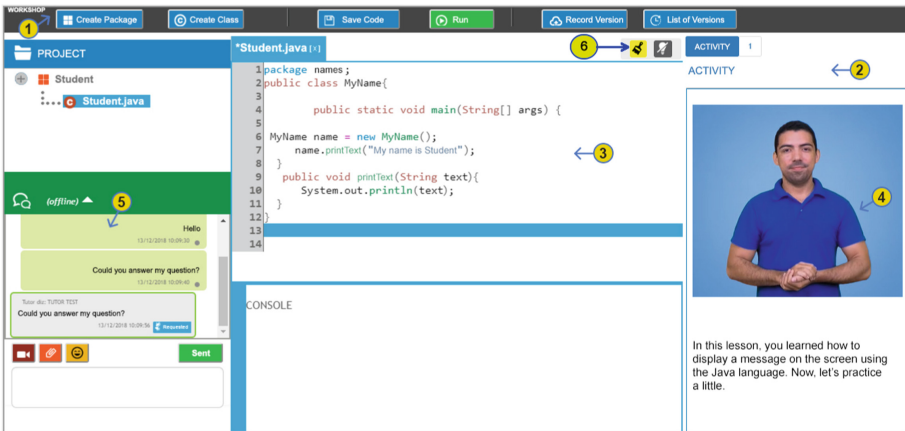 WORKSHOP
1
Create Package
Create Class
Save Code
Run
Record Version
List of Versions
PROJECT
Student
Student.java
*Student.java [x]
6
1 package names;
2 public class MyName{
3
4 public static void main(String[] args) {
5
6 MyName name = new MyName();
7 name.printText("My name is Student");
8 }
9 public void printText(String text){
10 System.out.println(text);
11 }
12 }
13
14
3
CONSOLE
ACTIVITY 1
ACTIVITY
2
4
In this lesson, you learned how to
display a message on the screen using
the Java language. Now, let's practice
a little.
(offline)
5
Hello
13/12/2018 10:09:30
Could you answer my question?
13/12/2018 10:09:40
Tutor diz: TUTOR TEST
Could you answer my question?
13/12/2018 10:09:56 Requested
Sent